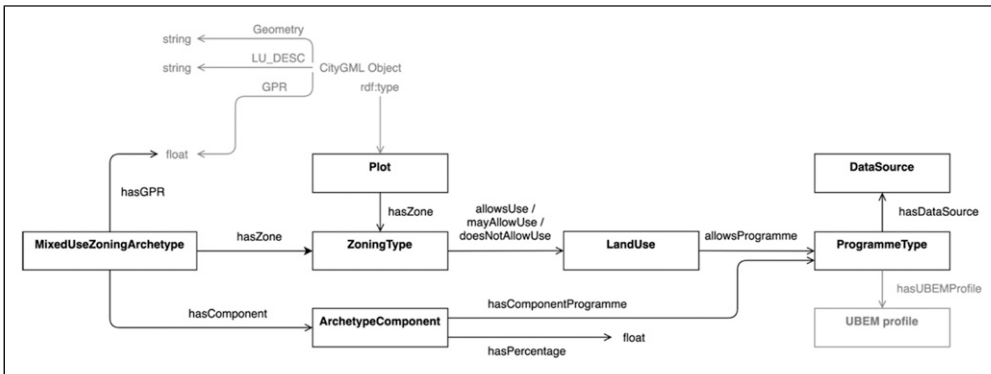 Geometry
string
LU_DESC
string
CityGML Object
GPR
rdf:type
float
Plot
DataSource
hasGPR
hasZone
allowsUse /
mayAllowUse /
doesNotAllowUse
hasDataSource
MixedUseZoningArchetype
hasZone
ZoningType
LandUse
allowsProgramme
ProgrammeType
hasUBEMProfile
hasComponent
hasComponentProgramme
ArchetypeComponent
float
UBEM profile
hasPercentage